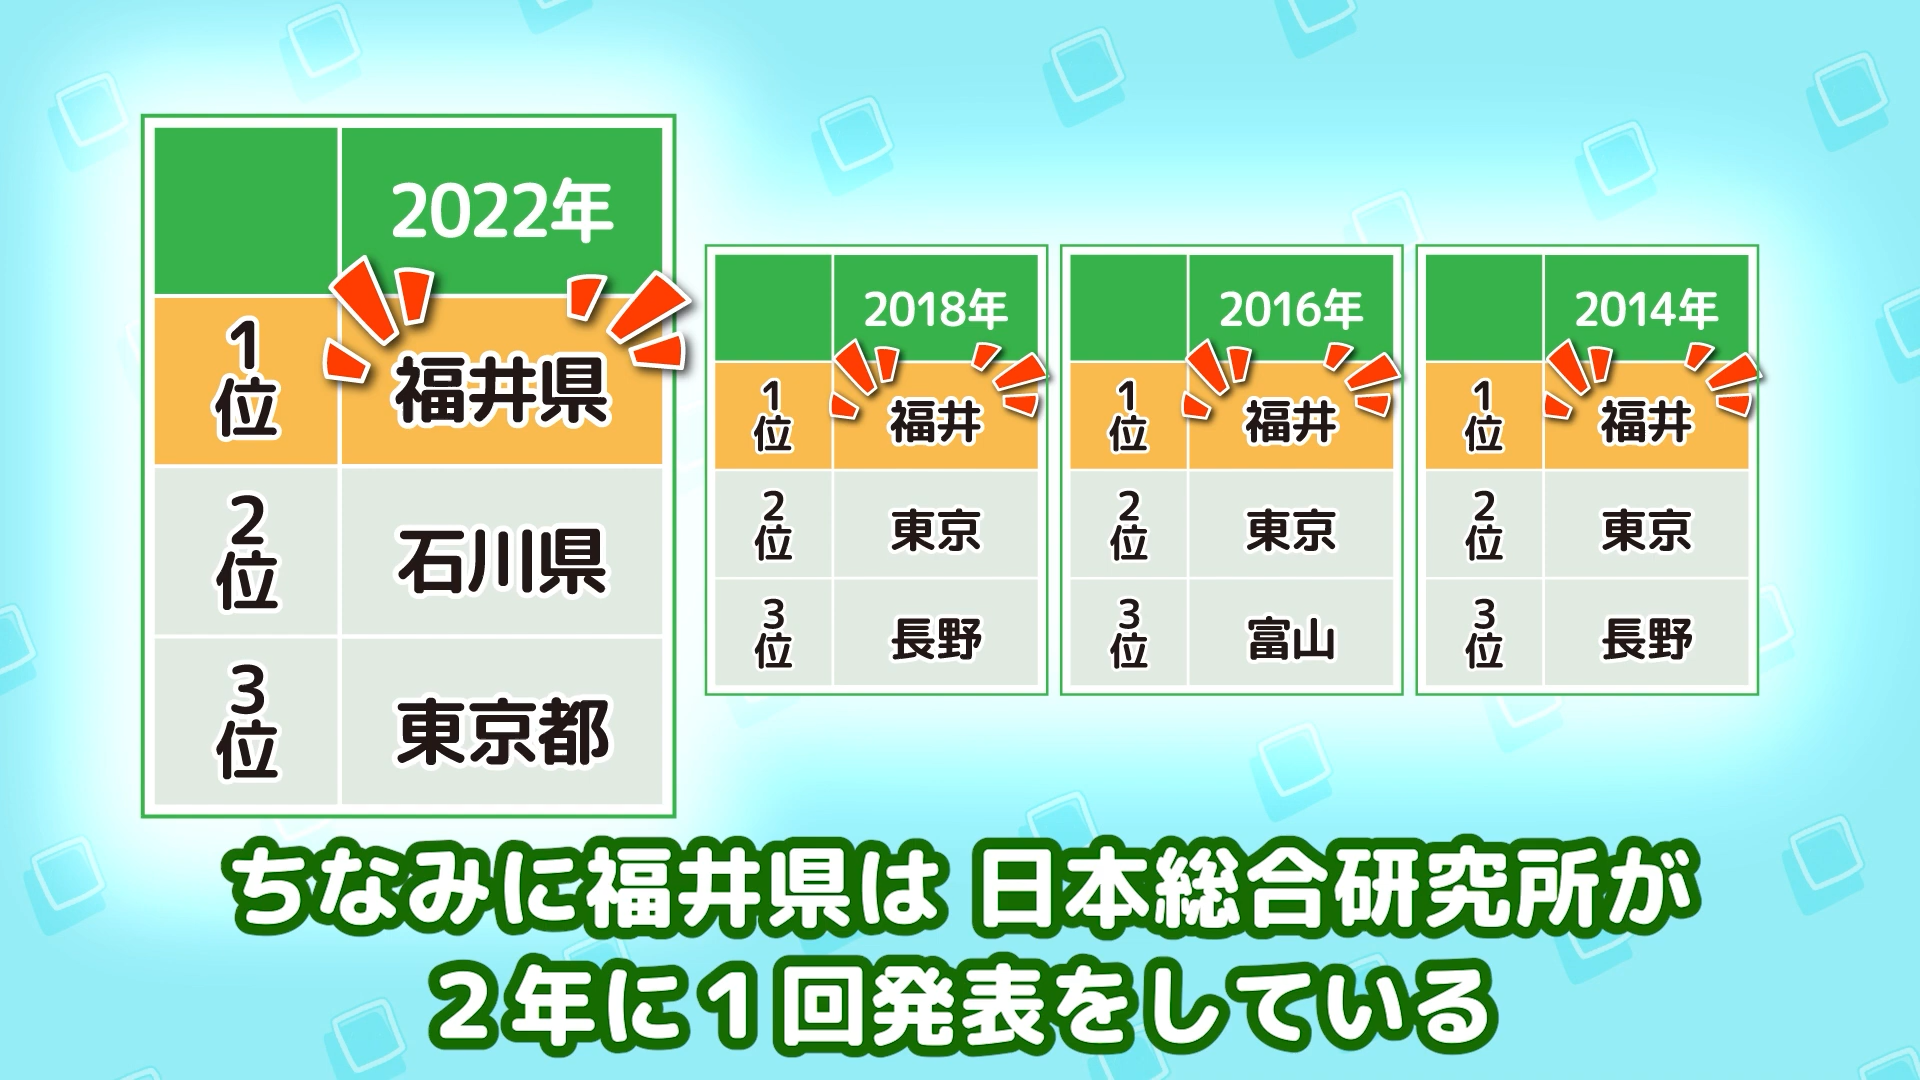 2022年
1位 福井県
2位 石川県
3位 東京都
2018年
1位 福井
2位 東京
3位 長野
2016年
1位 福井
2位 東京
3位 富山
2014年
1位 福井
2位 東京
3位 長野
ちなみに福井県は 日本総合研究所が
２年に１回発表をしている